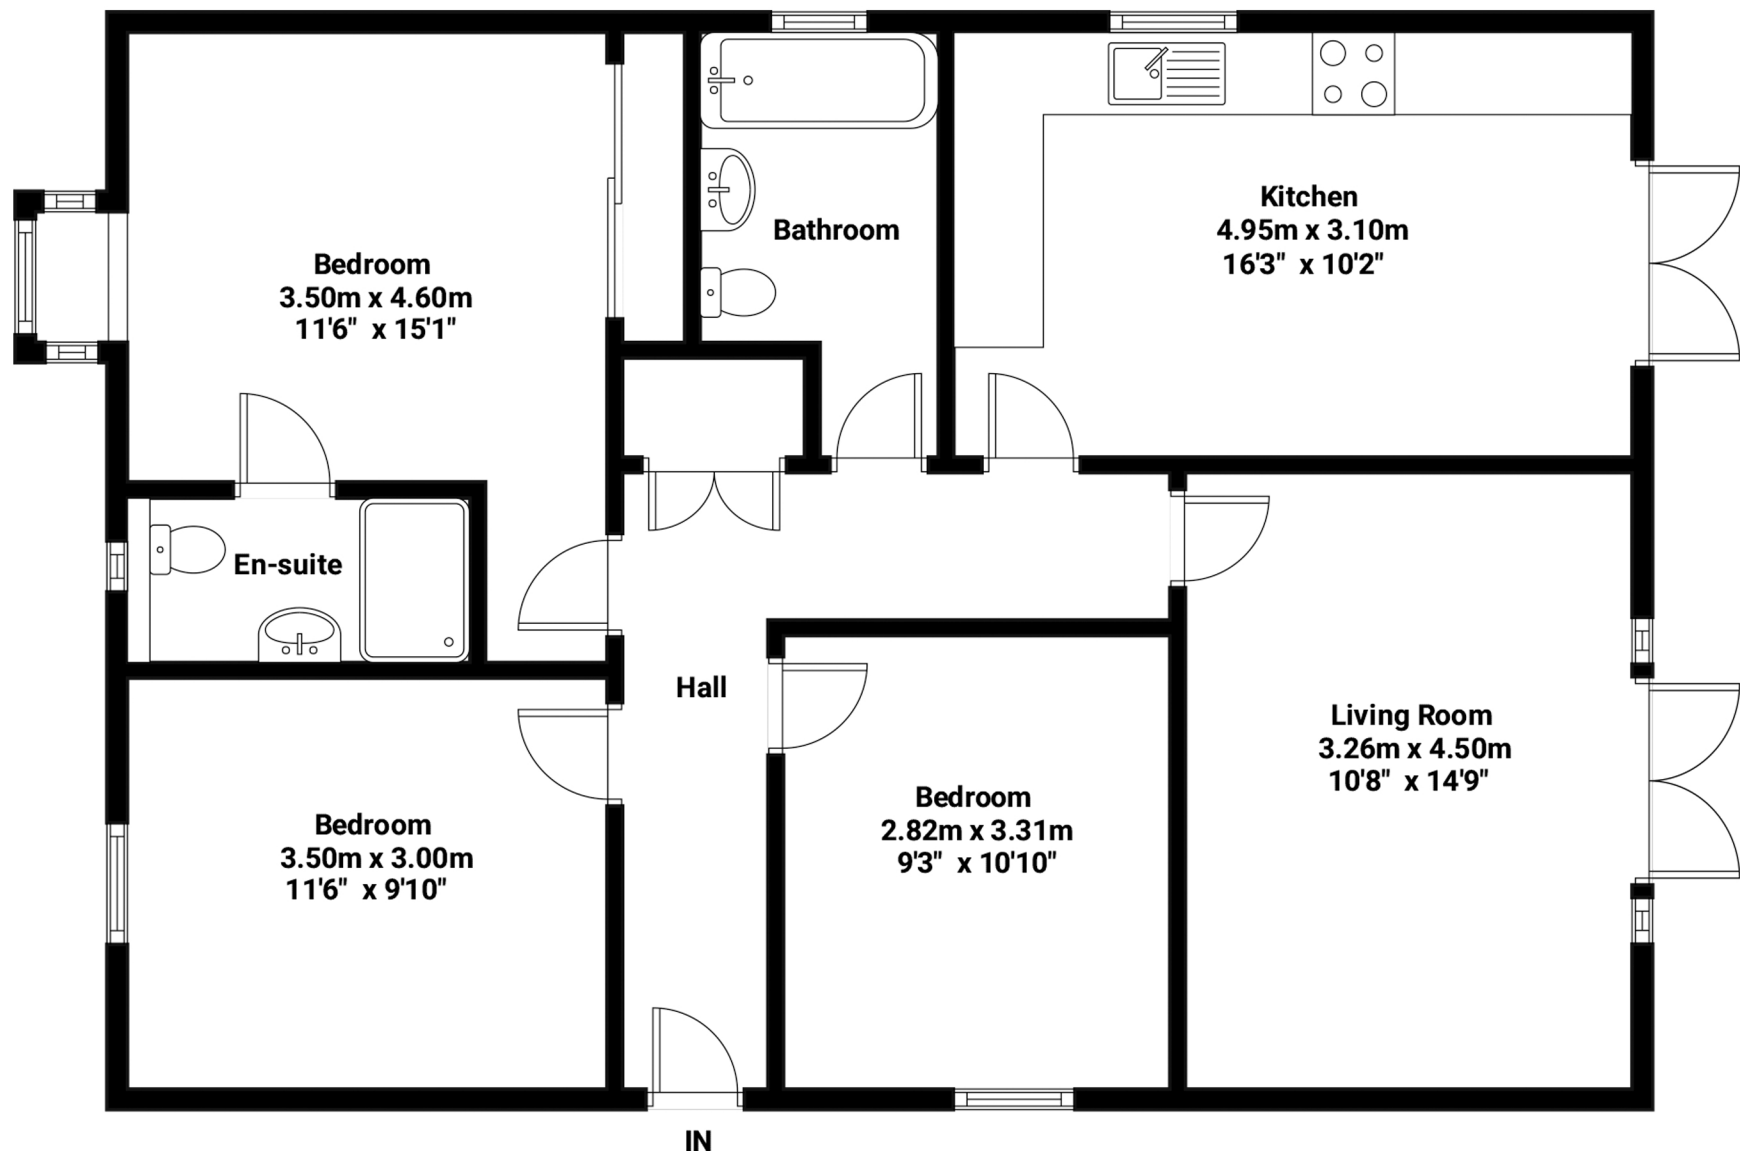 Bedroom
3.50m x 4.60m
11'6" x 15'1"
Bathroom
Kitchen
4.95m x 3.10m
16'3" x 10'2"
En-suite
Hall
Bedroom
3.50m x 3.00m
11'6" x 9'10"
Bedroom
2.82m x 3.31m
9'3" x 10'10"
Living Room
3.26m x 4.50m
10'8" x 14'9"
IN